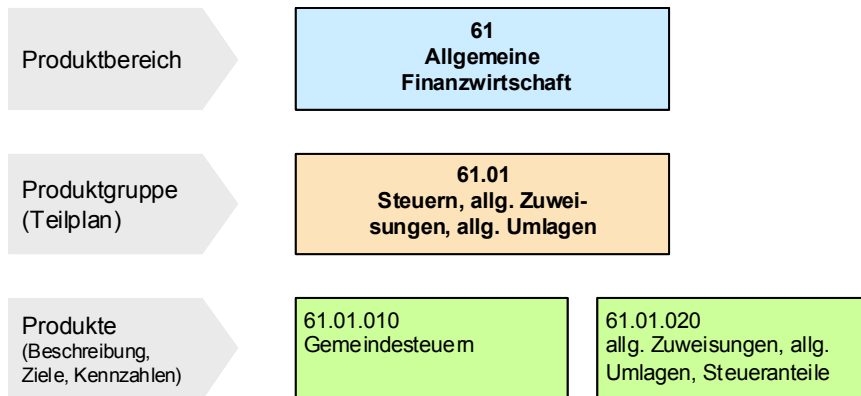 Produktbereich
61
Allgemeine
Finanzwirtschaft
Produktgruppe
(Teilplan)
61.01
Steuern, allg. Zuwei-
sungen, allg. Umlagen
Produkte
(Beschreibung,
Ziele, Kennzahlen)
61.01.010
Gemeindesteuern
61.01.020
allg. Zuweisungen, allg.
Umlagen, Steueranteile